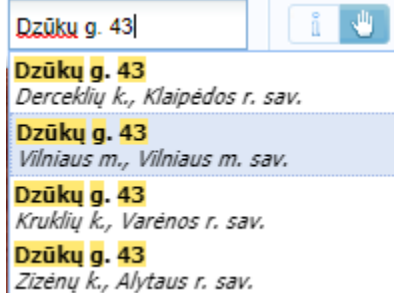 Dzūkų g. 43
Dzūkų g. 43
Derceklių k., Klaipėdos r. sav.
Dzūkų g. 43
Vilniaus m., Vilniaus m. sav.
Dzūkų g. 43
Kruklių k., Varėnos r. sav.
Dzūkų g. 43
Zizėnų k., Alytaus r. sav.